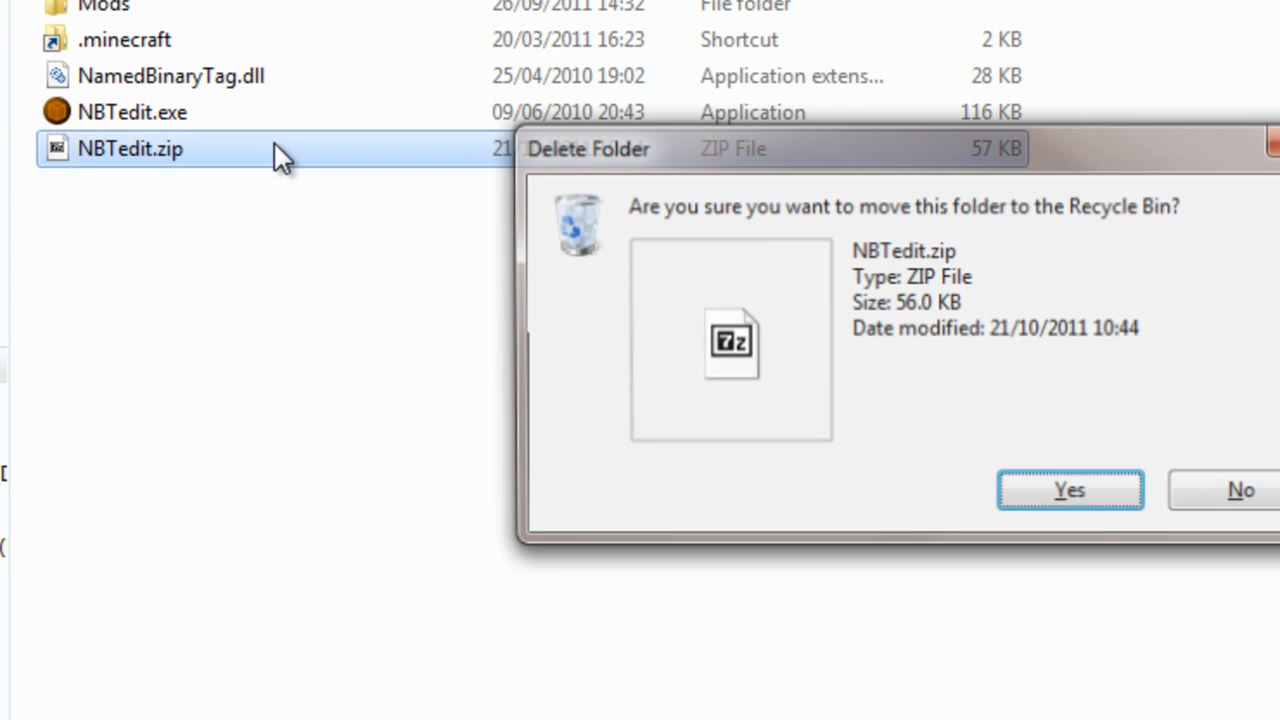 Mods 26/09/2011 14:32 File folder
.minecraft 20/03/2011 16:23 Shortcut 2 KB
NamedBinaryTag.dll 25/04/2010 19:02 Application extens... 28 KB
NBTedit.exe 09/06/2010 20:43 Application 116 KB
NBTedit.zip 21 ZIP File 57 KB
Delete Folder
Are you sure you want to move this folder to the Recycle Bin?
NBTedit.zip
Type: ZIP File
Size: 56.0 KB
Date modified: 21/10/2011 10:44
7z
Yes No